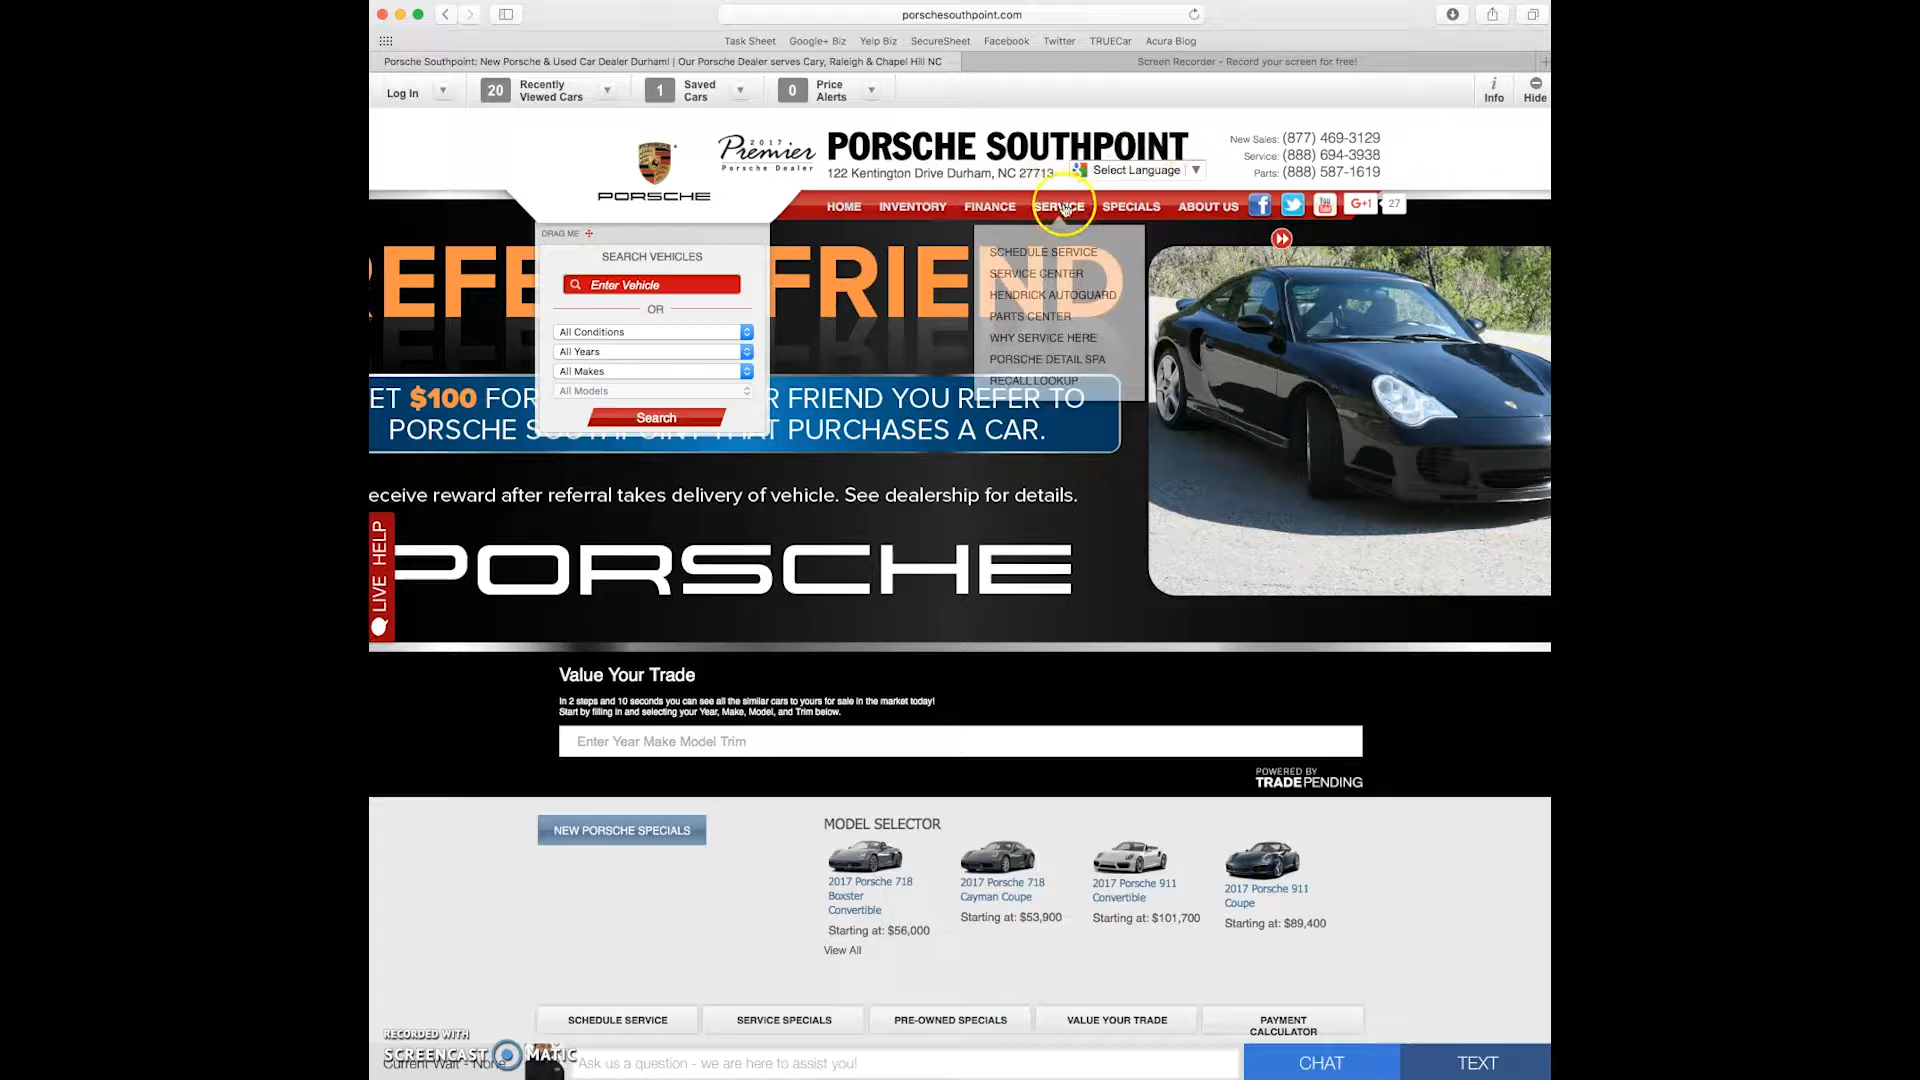 porschesouthpoint.com
Task Sheet Google+ Biz Yelp Biz SecureSheet Facebook Twitter TRUECar Acura Blog
Porsche Southpoint: New Porsche & Used Car Dealer Durham! | Our Porsche Dealer serves Cary, Raleigh & Chapel Hill NC
Screen Recorder - Record your screen for free!
Log In
20 Recently Viewed Cars
1 Saved Cars
0 Price Alerts
Info
Hide
PORSCHE
2017
Premier
Porsche Dealer
PORSCHE SOUTHPOINT
122 Kentington Drive Durham, NC 27713
Select Language
New Sales: (877) 469-3129
Service: (888) 694-3938
Parts: (888) 587-1619
HOME INVENTORY FINANCE SERVICE SPECIALS ABOUT US
You Tube
G+1 27
DRAG ME
SEARCH VEHICLES
Enter Vehicle
OR
All Conditions
All Years
All Makes
All Models
Search
SCHEDULE SERVICE
SERVICE CENTER
HENDRICK AUTOGUARD
PARTS CENTER
WHY SERVICE HERE
PORSCHE DETAIL SPA
RECALL LOOKUP
EFE FRIEND
ET $100 FOR R FRIEND YOU REFER TO
PORSCHE SOUTHPOINT THAT PURCHASES A CAR.
eceive reward after referral takes delivery of vehicle. See dealership for details.
PORSCHE
LIVE HELP
Value Your Trade
In 2 steps and 10 seconds you can see all the similar cars to yours for sale in the market today!
Start by filling in and selecting your Year, Make, Model, and Trim below.
Enter Year Make Model Trim
POWERED BY
TRADEPENDING
NEW PORSCHE SPECIALS
MODEL SELECTOR
2017 Porsche 718
Boxster
Convertible
Starting at: $56,000
2017 Porsche 718
Cayman Coupe
Starting at: $53,900
2017 Porsche 911
Convertible
Starting at: $101,700
2017 Porsche 911
Coupe
Starting at: $89,400
View All
SCHEDULE SERVICE
SERVICE SPECIALS
PRE-OWNED SPECIALS
VALUE YOUR TRADE
PAYMENT
CALCULATOR
RECORDED WITH
SCREENCAST MATIC
Current Wait - None
Ask us a question - we are here to assist you!
CHAT
TEXT